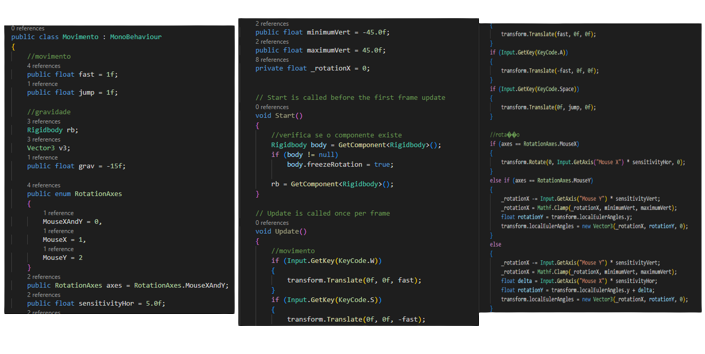 0 references
public class Movimento : MonoBehaviour
{
//movimento
4 references
public float fast = 1f;
1 reference
public float jump = 1f;
//gravidade
3 references
Rigidbody rb;
3 references
Vector3 v3;
1 reference
public float grav = -15f;
4 references
public enum RotationAxes
{
1 reference
MouseXAndY = 0,
1 reference
MouseX = 1,
1 reference
MouseY = 2
}
2 references
public RotationAxes axes = RotationAxes.MouseXAndY;
2 references
public float sensitivityHor = 5.0f;
2 references
2 references
public float minimumVert = -45.0f;
2 references
public float maximumVert = 45.0f;
8 references
private float _rotationX = 0;
// Start is called before the first frame update
0 references
void Start()
{
//verifica se o componente existe
Rigidbody body = GetComponent<Rigidbody>();
if (body != null)
body.freezeRotation = true;
rb = GetComponent<Rigidbody>();
}
// Update is called once per frame
0 references
void Update()
{
//movimento
if (Input.GetKey(KeyCode.W))
{
transform.Translate(0f, 0f, fast);
}
if (Input.GetKey(KeyCode.S))
{
transform.Translate(0f, 0f, -fast);
}
transform.Translate(fast, 0f, 0f);
}
if (Input.GetKey(KeyCode.A))
{
transform.Translate(-fast, 0f, 0f);
}
if (Input.GetKey(KeyCode.Space))
{
transform.Translate(0f, jump, 0f);
}
//rota��o
if (axes == RotationAxes.MouseX)
{
transform.Rotate(0, Input.GetAxis("Mouse X") * sensitivityHor, 0);
}
else if (axes == RotationAxes.MouseY)
{
_rotationX -= Input.GetAxis("Mouse Y") * sensitivityVert;
_rotationX = Mathf.Clamp(_rotationX, minimumVert, maximumVert);
float rotationY = transform.localEulerAngles.y;
transform.localEulerAngles = new Vector3(_rotationX, rotationY, 0);
}
else
{
_rotationX -= Input.GetAxis("Mouse Y") * sensitivityVert;
_rotationX = Mathf.Clamp(_rotationX, minimumVert, maximumVert);
float delta = Input.GetAxis("Mouse X") * sensitivityHor;
float rotationY = transform.localEulerAngles.y + delta;
transform.localEulerAngles = new Vector3(_rotationX, rotationY, 0);